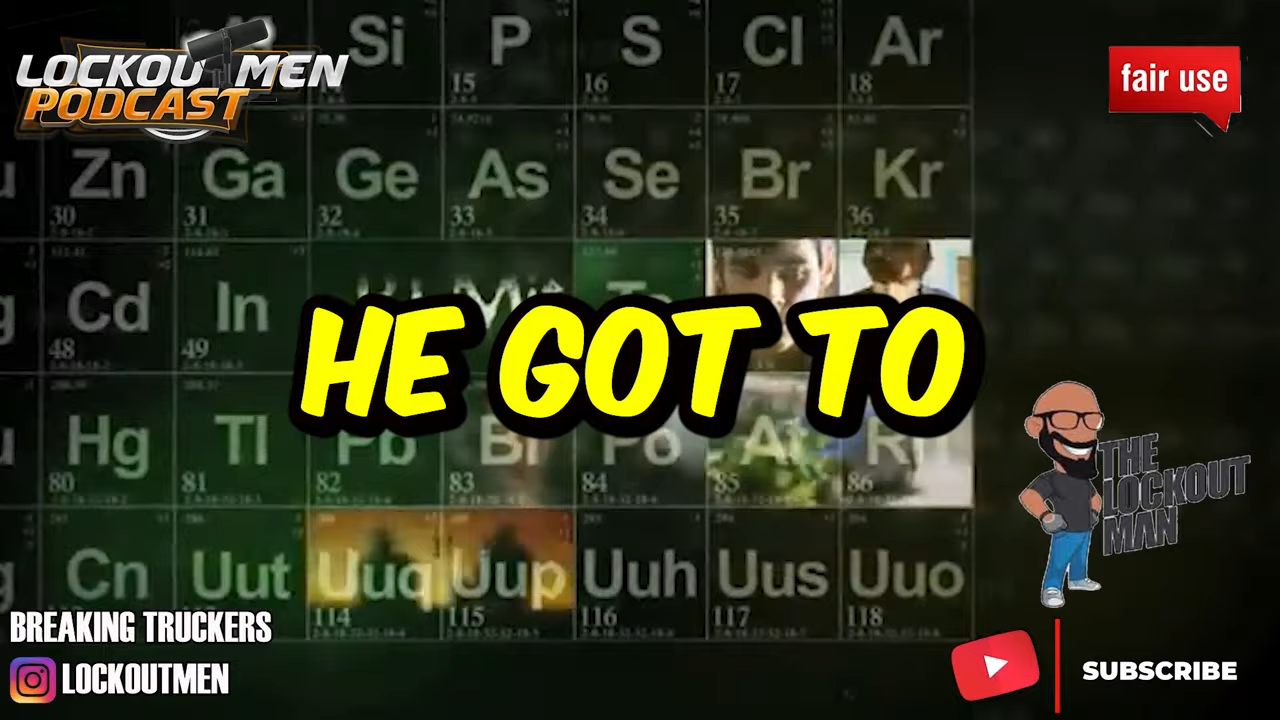 LOCKOUTMEN
PODCAST
fair use
Si P S Cl Ar
15 16 17 18
Zn Ga Ge As Se Br Kr
30 31 32 33 34 35 36
Cd In
48 49
HE GOT TO
Hg Tl Pb Bi Po At Rn
80 81 82 83 84 85 86
THE
LOCKOUT
MAN
Cn Uut Uuq Uup Uuh Uus Uuo
114 115 116 117 118
BREAKING TRUCKERS
LOCKOUTMEN
SUBSCRIBE